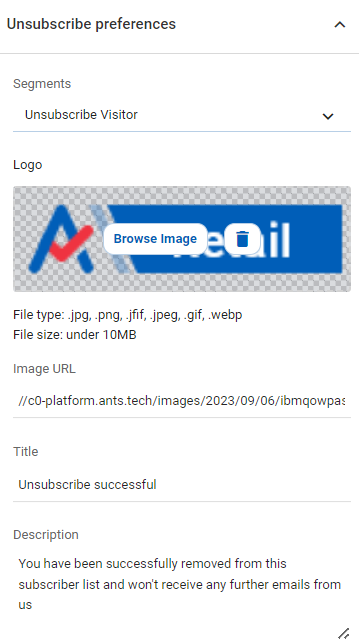 Unsubscribe preferences
Segments
Unsubscribe Visitor
Logo
Browse Image
File type: .jpg, .png, .jfif, .jpeg, .gif, .webp
File size: under 10MB
Image URL
//c0-platform.ants.tech/images/2023/09/06/ibmqowpas
Title
Unsubscribe successful
Description
You have been successfully removed from this
subscriber list and won't receive any further emails from
us